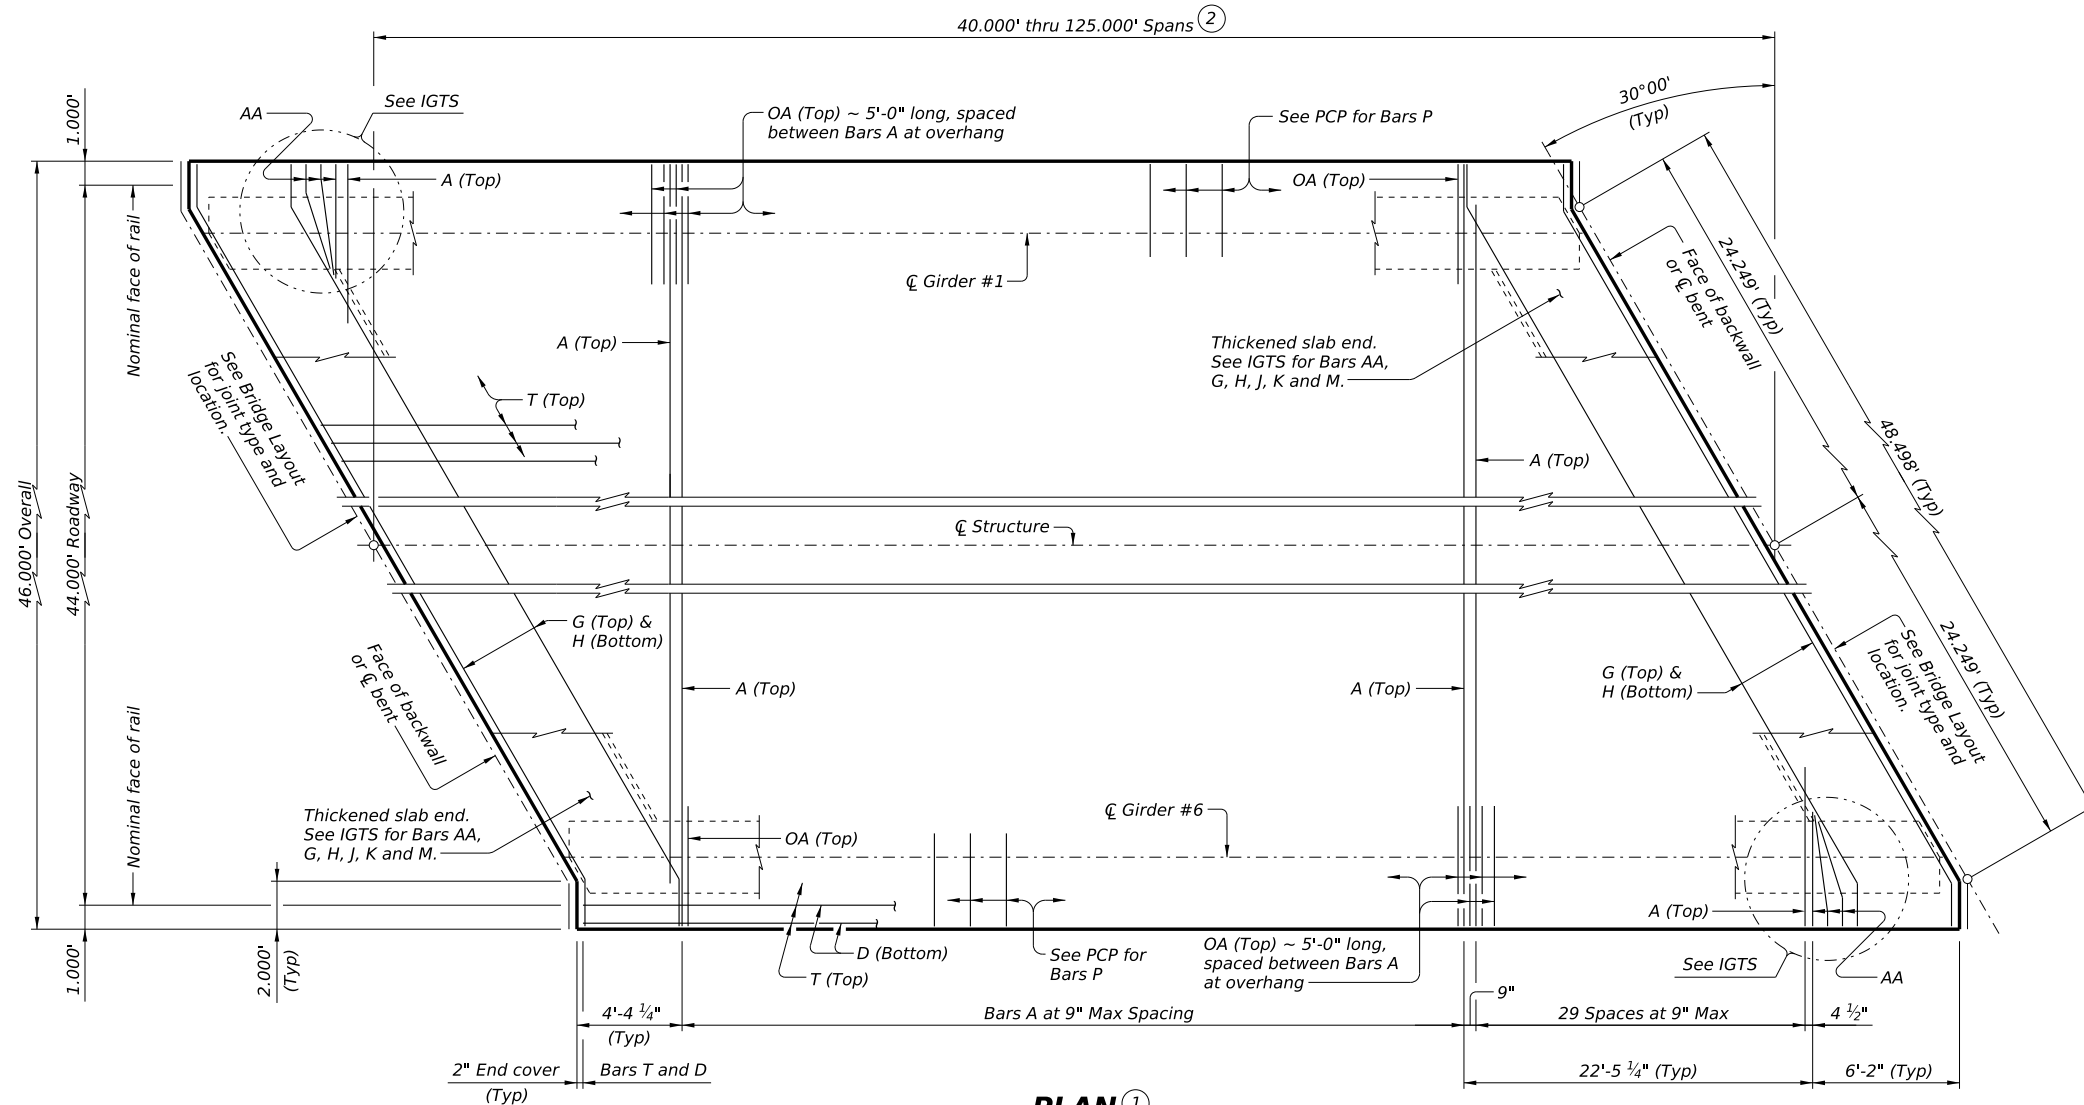 40.000' thru 125.000' Spans 2
1.000'
AA
See IGTS
OA (Top) ~ 5'-0" long, spaced
between Bars A at overhang
See PCP for Bars P
30°00'
(Typ)
A (Top)
OA (Top)
Nominal face of rail
℄ Girder #1
24.249' (Typ)
Face of backwall
or ℄ bent
A (Top)
Thickened slab end.
See IGTS for Bars AA,
G, H, J, K and M.
See Bridge Layout
for joint type and
location.
T (Top)
48.498' (Typ)
A (Top)
46.000' Overall
44.000' Roadway
℄ Structure
G (Top) &
H (Bottom)
24.249' (Typ)
See Bridge Layout
for joint type and
location.
Face of backwall
or ℄ bent
A (Top)
A (Top)
G (Top) &
H (Bottom)
Nominal face of rail
Thickened slab end.
See IGTS for Bars AA,
G, H, J, K and M.
OA (Top)
℄ Girder #6
A (Top)
1.000'
2.000'
(Typ)
D (Bottom)
T (Top)
See PCP for
Bars P
OA (Top) ~ 5'-0" long,
spaced between Bars A
at overhang
See IGTS
AA
9"
4'-4 ¼"
(Typ)
Bars A at 9" Max Spacing
29 Spaces at 9" Max
4 ½"
2" End cover
(Typ)
Bars T and D
22'-5 ¼" (Typ)
6'-2" (Typ)
PLAN 1